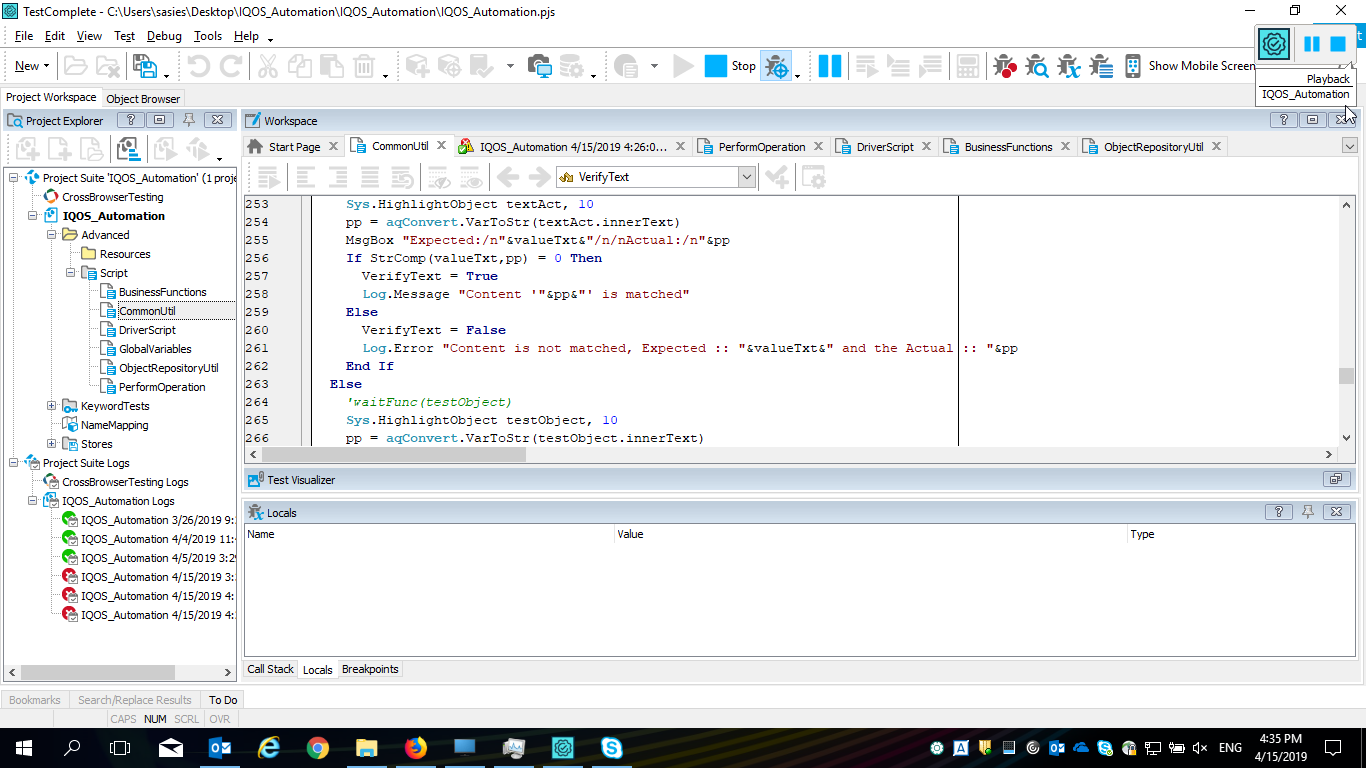 TestComplete - C:\Users\sasies\Desktop\IQOS_Automation\IQOS_Automation\IQOS_Automation.pjs
File Edit View Test Debug Tools Help
New Stop Show Mobile Screen
Playback
IQOS_Automation
Project Workspace Object Browser
Project Explorer
Workspace
Start Page CommonUtil IQOS_Automation 4/15/2019 4:26:0... PerformOperation DriverScript BusinessFunctions ObjectRepositoryUtil
VerifyText
Project Suite 'IQOS_Automation' (1 proje
CrossBrowserTesting
IQOS_Automation
Advanced
Resources
Script
BusinessFunctions
CommonUtil
DriverScript
GlobalVariables
ObjectRepositoryUtil
PerformOperation
KeywordTests
NameMapping
Stores
Project Suite Logs
CrossBrowserTesting Logs
IQOS_Automation Logs
IQOS_Automation 3/26/2019 9:
IQOS_Automation 4/4/2019 11:
IQOS_Automation 4/5/2019 3:29
IQOS_Automation 4/15/2019 3:
IQOS_Automation 4/15/2019 4:
IQOS_Automation 4/15/2019 4:
253 Sys.HighlightObject textAct, 10
254 pp = aqConvert.VarToStr(textAct.innerText)
255 MsgBox "Expected:/n"&valueTxt&"/n/nActual:/n"&pp
256 If StrComp(valueTxt,pp) = 0 Then
257 VerifyText = True
258 Log.Message "Content '"&pp&"' is matched"
259 Else
260 VerifyText = False
261 Log.Error "Content is not matched, Expected :: "&valueTxt&" and the Actual :: "&pp
262 End If
263 Else
264 'waitFunc(testObject)
265 Sys.HighlightObject testObject, 10
266 pp = aqConvert.VarToStr(testObject.innerText)
Test Visualizer
Locals
Name Value Type
Call Stack Locals Breakpoints
Bookmarks Search/Replace Results To Do
CAPS NUM SCRL OVR
ENG
4:35 PM
4/15/2019